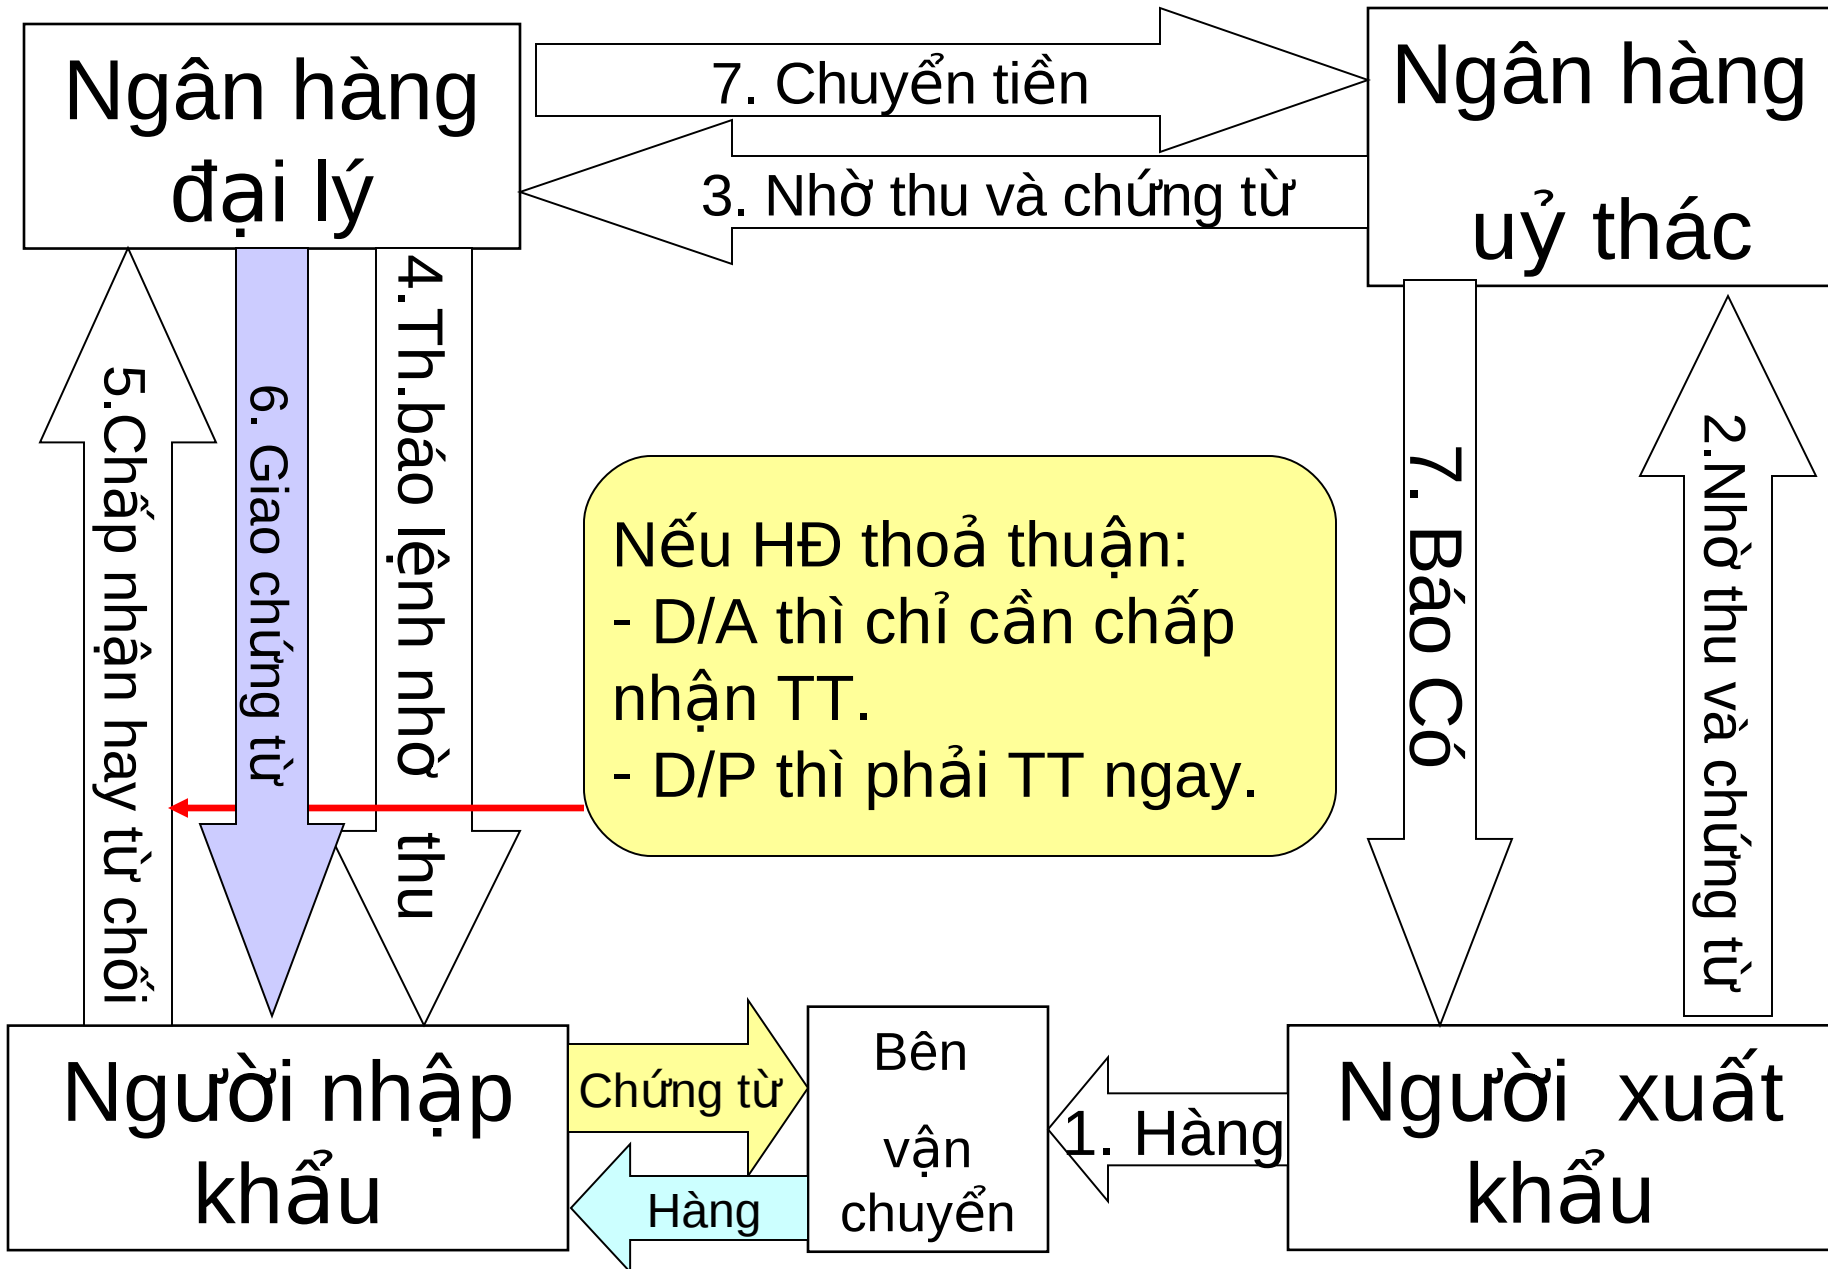 Ngân hàng
đại lý
7. Chuyển tiền
3. Nhờ thu và chứng từ
Ngân hàng
uỷ thác
5.Chấp nhận hay từ chối
6. Giao chứng từ
4.Th.báo lệnh nhờ thu
Nếu HĐ thoả thuận:
- D/A thì chỉ cần chấp
nhận TT.
- D/P thì phải TT ngay.
7. Báo Có
2.Nhờ thu và chứng từ
Người nhập
khẩu
Chứng từ
Hàng
Bên
vận
chuyển
1. Hàng
Người xuất
khẩu